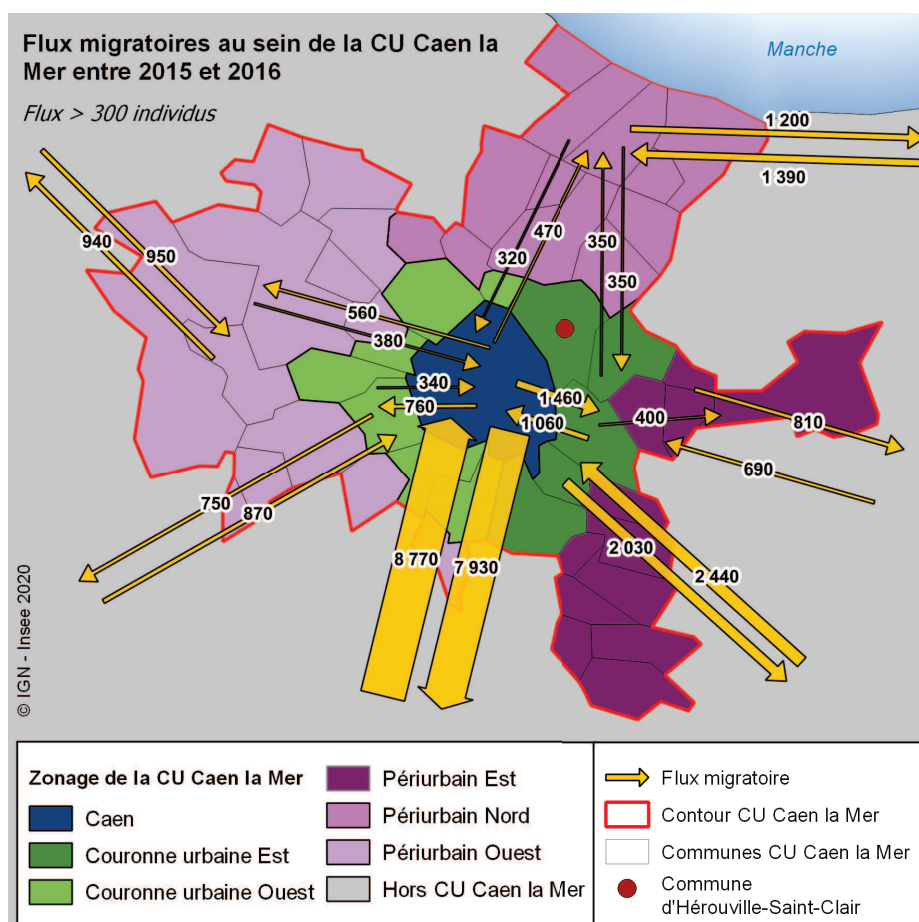 Flux migratoires au sein de la CU Caen la
Mer entre 2015 et 2016
Flux > 300 individus
Manche
1 200
1 390
940
950
320
470
350
350
560
380
340
760
1 460
1 060
400
810
690
750
870
8 770
7 930
2 030
2 440
© IGN - Insee 2020
Zonage de la CU Caen la Mer
Caen
Couronne urbaine Est
Couronne urbaine Ouest
Périurbain Est
Périurbain Nord
Périurbain Ouest
Hors CU Caen la Mer
Flux migratoire
Contour CU Caen la Mer
Communes CU Caen la Mer
Commune
d'Hérouville-Saint-Clair